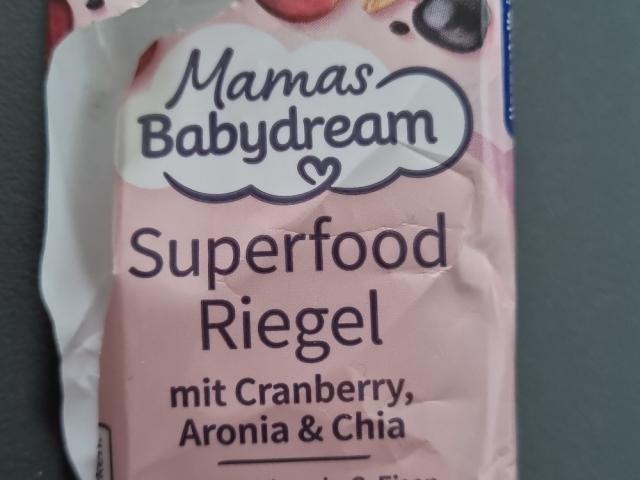 Mamas
Babydream
Superfood
Riegel
mit Cranberry,
Aronia & Chia